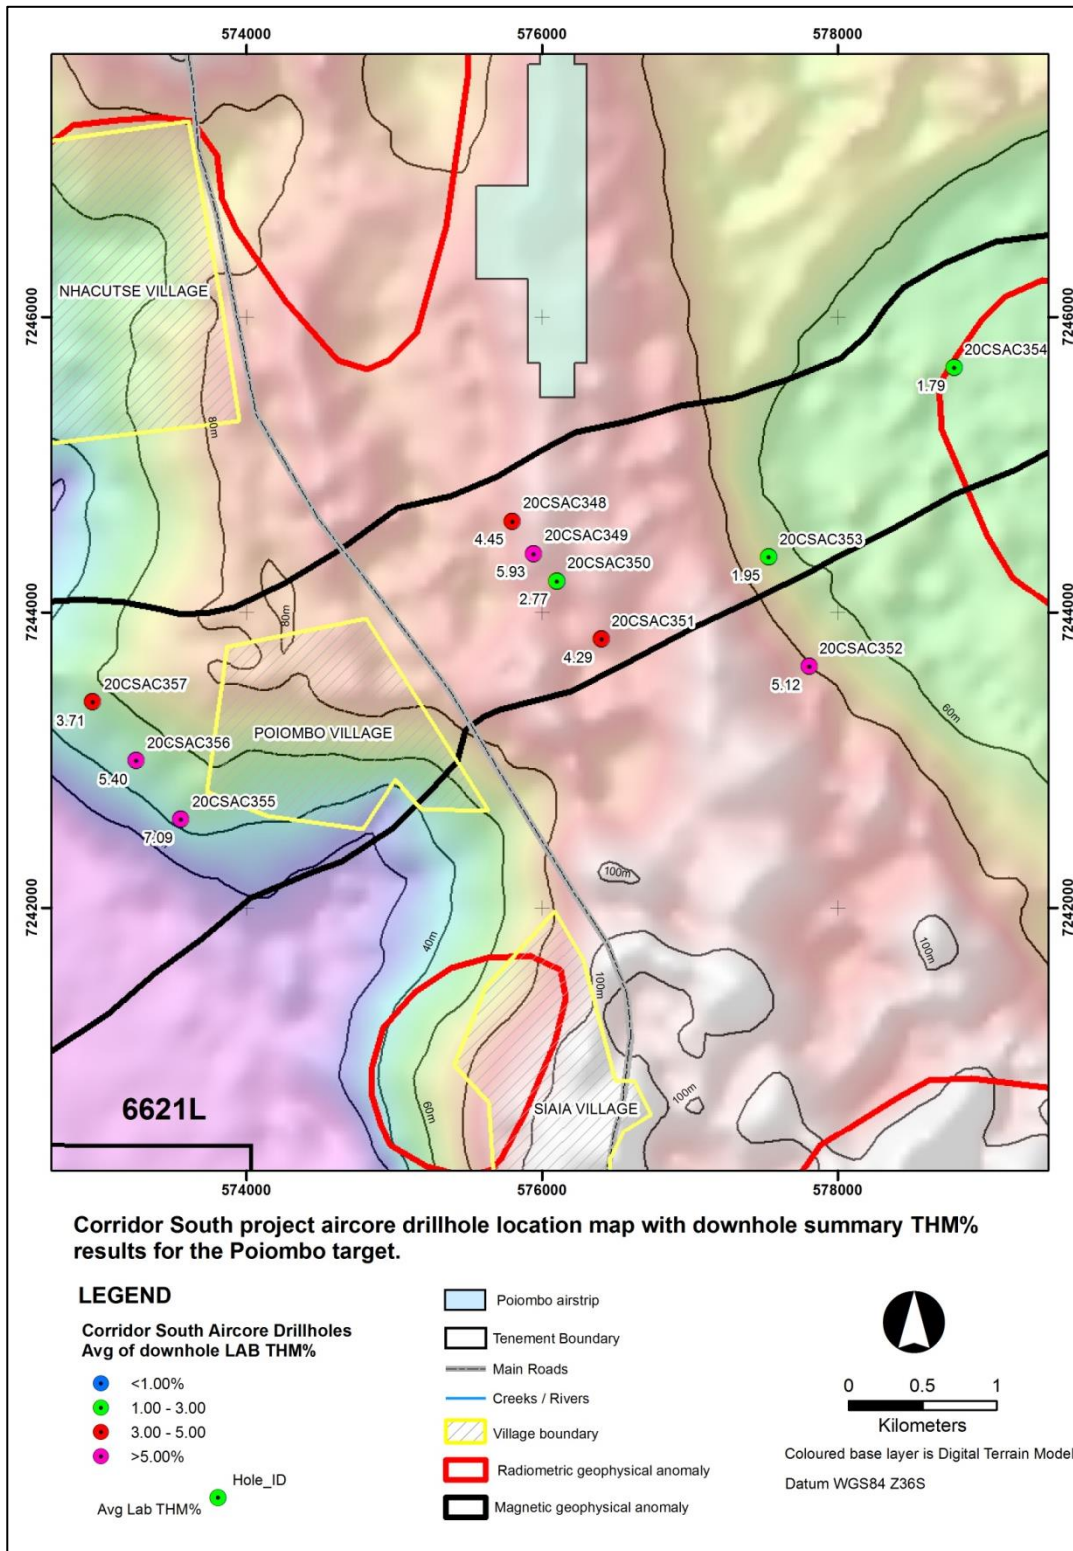 574000
576000
578000
7246000
7246000
NHACUTSE VILLAGE
20CSAC354
1.79
80m
20CSAC348
4.45
20CSAC349
5.93
20CSAC350
2.77
20CSAC353
1.95
7244000
7244000
80m
20CSAC351
4.29
20CSAC352
5.12
20CSAC357
3.71
60m
POIOMBO VILLAGE
20CSAC356
5.40
20CSAC355
7.09
100m
7242000
7242000
40m
100m
100m
60m
100m
SIAIA VILLAGE
6621L
574000
576000
578000
Corridor South project aircore drillhole location map with downhole summary THM%
results for the Poiombo target.
LEGEND
Corridor South Aircore Drillholes
Avg of downhole LAB THM%
<1.00%
1.00 - 3.00
3.00 - 5.00
>5.00%
Hole_ID
Avg Lab THM%
Poiombo airstrip
Tenement Boundary
Main Roads
Creeks / Rivers
Village boundary
Radiometric geophysical anomaly
Magnetic geophysical anomaly
0 0.5 1
Kilometers
Coloured base layer is Digital Terrain Model
Datum WGS84 Z36S